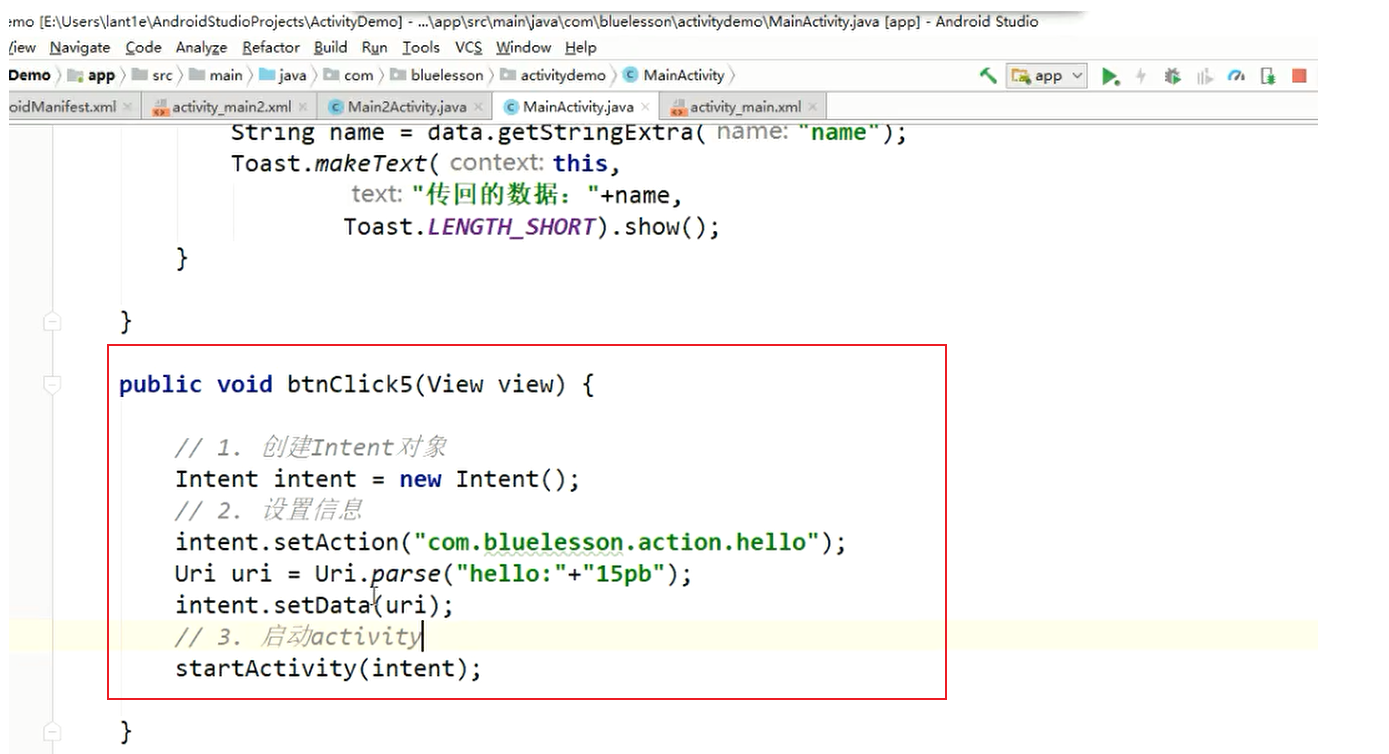 emo [E:\Users\lant1e\AndroidStudioProjects\ActivityDemo] - ...\app\src\main\java\com\bluelesson\activitydemo\MainActivity.java [app] - Android Studio
View Navigate Code Analyze Refactor Build Run Tools VCS Window Help
Demo app src main java com bluelesson activitydemo MainActivity app
oidManifest.xml activity_main2.xml Main2Activity.java MainActivity.java activity_main.xml
String name = data.getStringExtra( name: "name");
Toast.makeText( context: this,
text: "传回的数据: "+name,
Toast.LENGTH_SHORT).show();
}
}
public void btnClick5(View view) {
// 1. 创建Intent对象
Intent intent = new Intent();
// 2. 设置信息
intent.setAction("com.bluelesson.action.hello");
Uri uri = Uri.parse("hello:"+"15pb");
intent.setData(uri);
// 3. 启动activity
startActivity(intent);
}